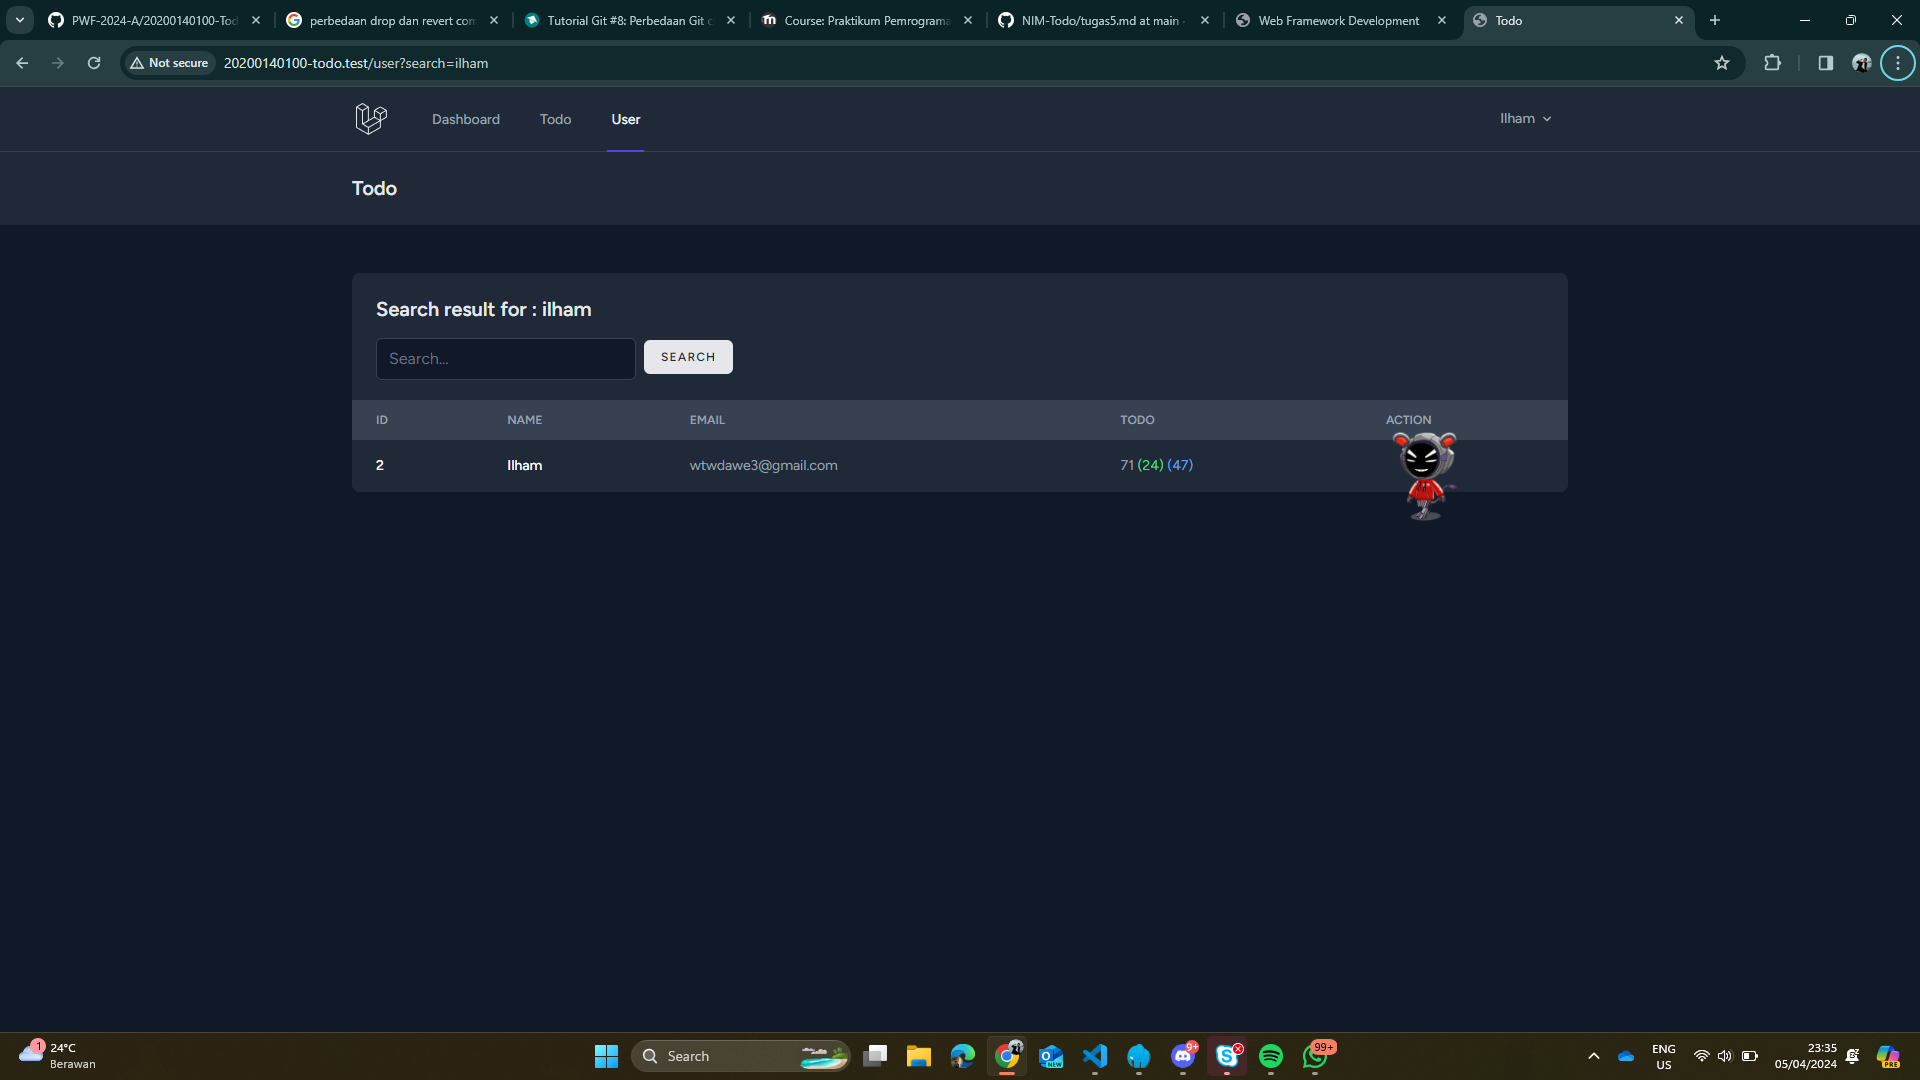 PWF-2024-A/20200140100-Tod
perbedaan drop dan revert com
Tutorial Git #8: Perbedaan Git c
Course: Praktikum Pemrograma
NIM-Todo/tugas5.md at main ·
Web Framework Development
Todo
Not secure
20200140100-todo.test/user?search=ilham
Dashboard
Todo
User
Ilham
Todo
Search result for : ilham
Search...
SEARCH
ID NAME EMAIL TODO ACTION
2 Ilham wtwdawe3@gmail.com 71 (24) (47)
1
24°C
Berawan
Search
NEW
9+
99+
ENG
US
23:35
05/04/2024
PRE